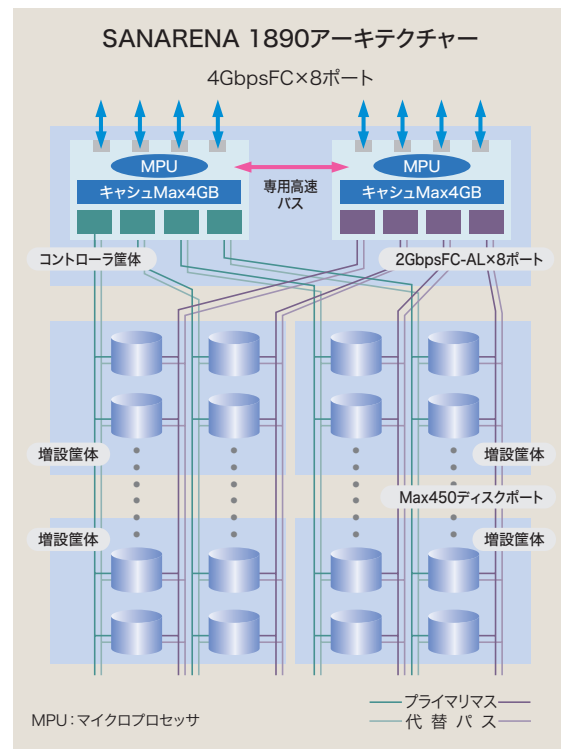 SANARENA 1890アーキテクチャー
4GbpsFC×8ポート
MPU
MPU
キャシュMax4GB
専用高速
バス
キャシュMax4GB
コントローラ筐体
2GbpsFC-AL×8ポート
増設筐体
増設筐体
Max450ディスクポート
増設筐体
増設筐体
プライマリマス
MPU：マイクロプロセッサ
代 替 パ ス